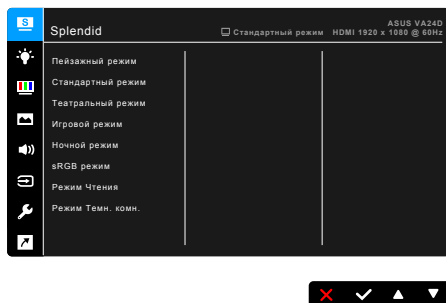 S
ASUS VA24D
Splendid
Стандартный режим HDMI 1920 x 1080 @ 60Hz
Пейзажный режим
Стандартный режим
Театральный режим
Игровой режим
Ночной режим
sRGB режим
Режим Чтения
Режим Темн. комн.